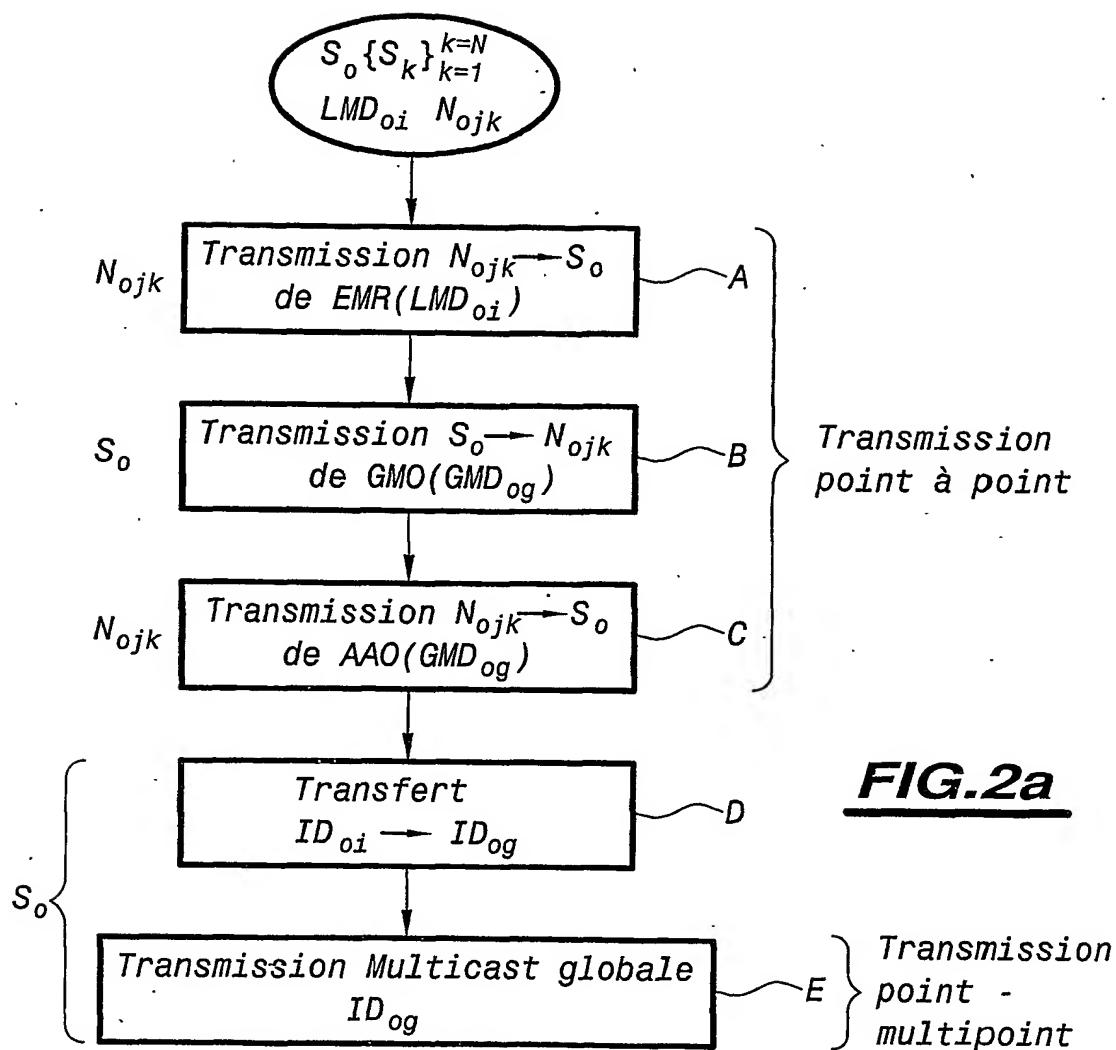 S_o{S_k}_{k=1}^{k=N}
LMD_oi N_ojk
N_ojk
Transmission N_ojk → S_o
de EMR(LMD_oi)
A
S_o
Transmission S_o → N_ojk
de GMO(GMD_og)
B
Transmission
point à point
N_ojk
Transmission N_ojk → S_o
de AAO(GMD_og)
C
Transfert
ID_oi → ID_og
D
FIG.2a
S_o
Transmission Multicast globale
ID_og
E
Transmission
point -
multipoint